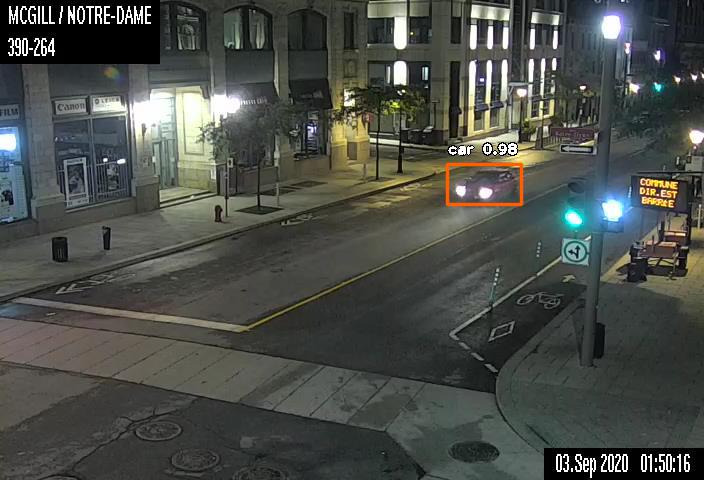 MCGILL / NOTRE-DAME
390-264
car 0.98
FILM
Canon
COMMUNE
DIR.EST
BARRÉE
03.Sep 2020 01:50:16